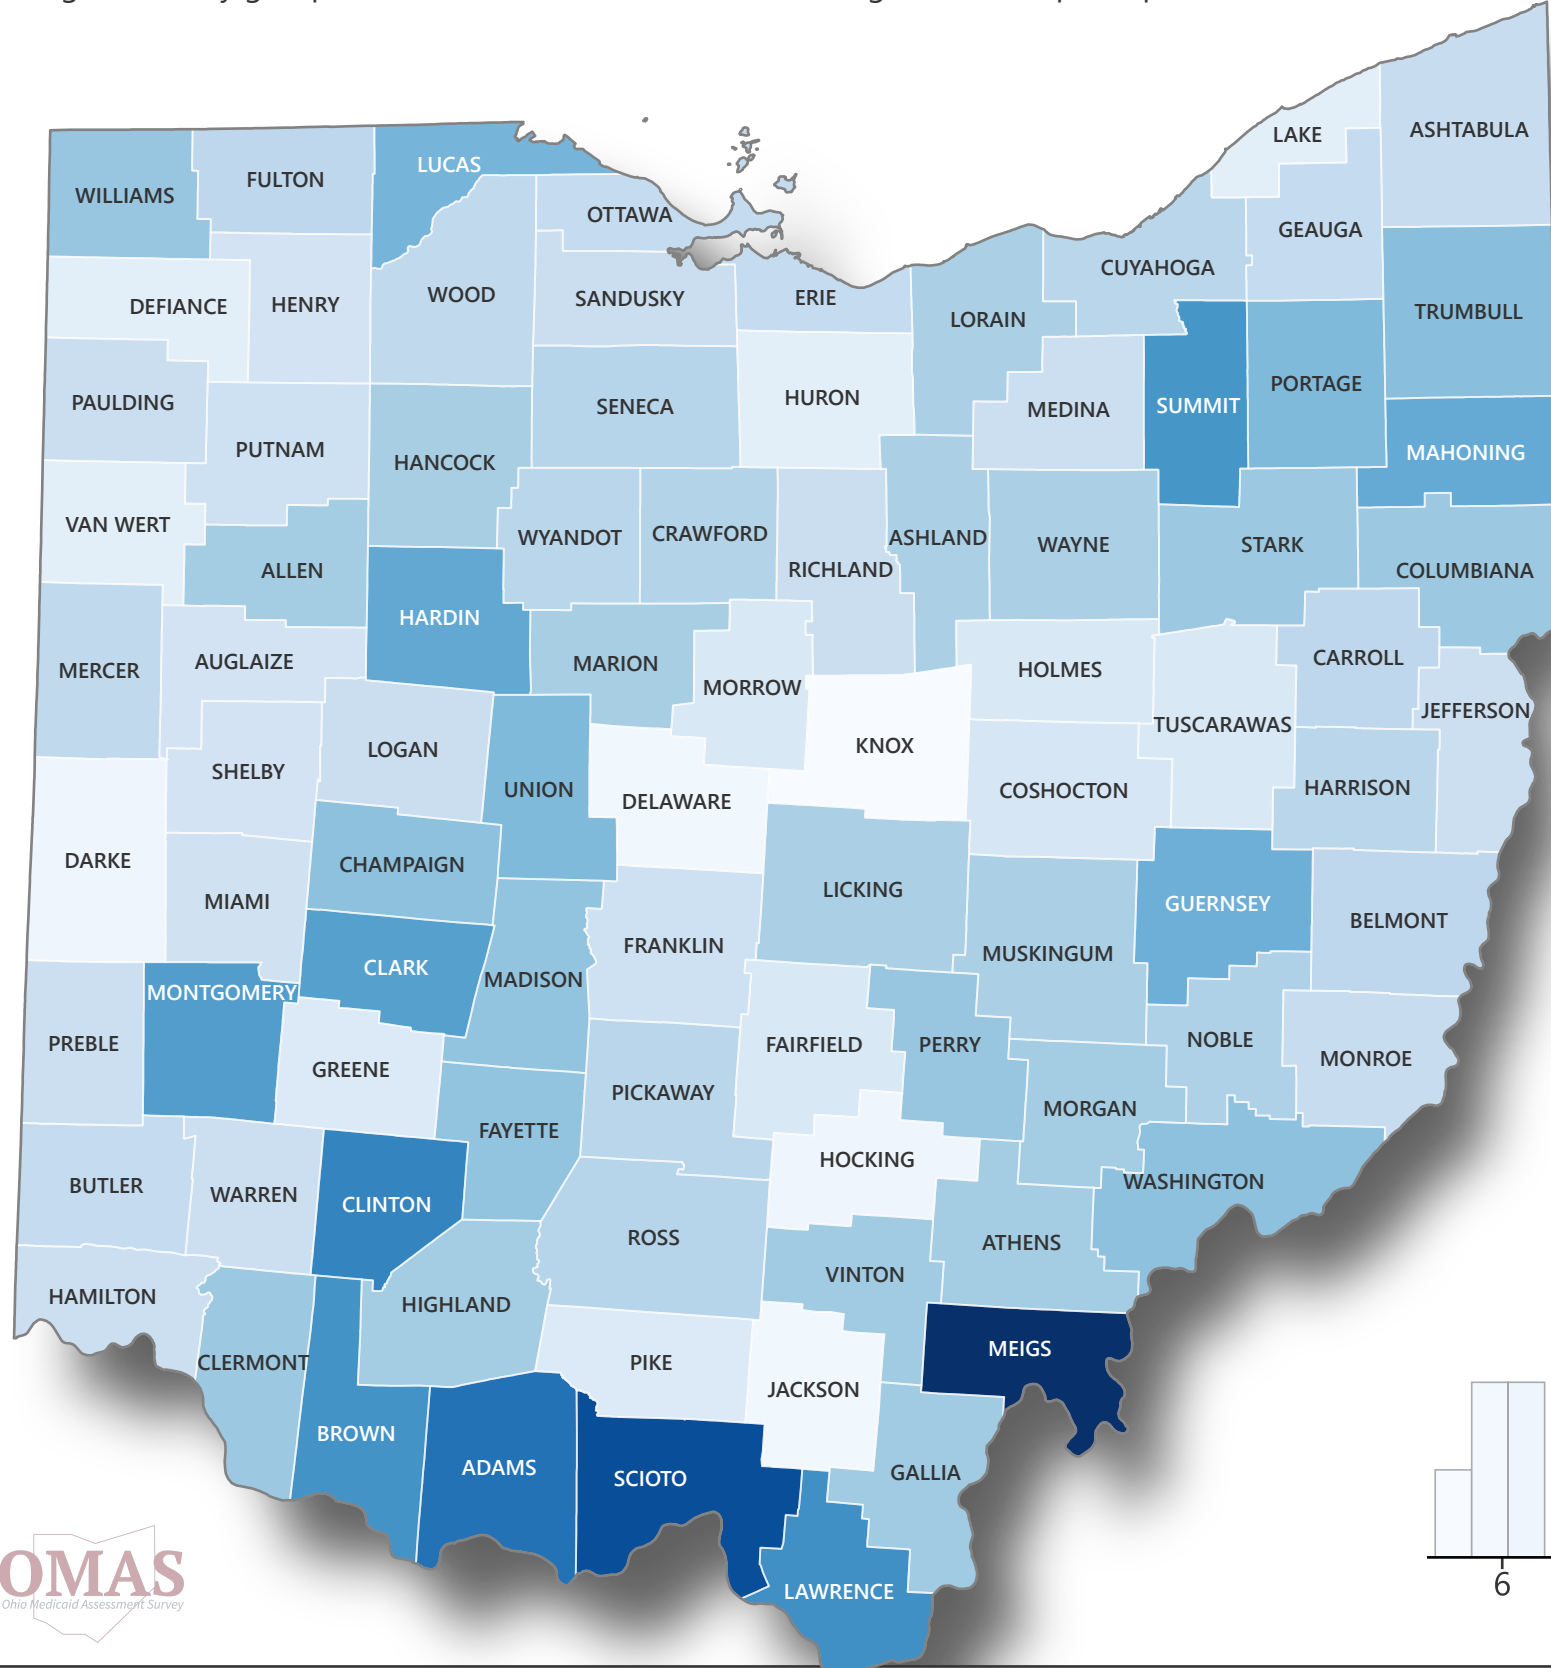 LAKE
ASHTABULA
LUCAS
FULTON
WILLIAMS
OTTAWA
GEAUGA
CUYAHOGA
WOOD
SANDUSKY
ERIE
HENRY
DEFIANCE
LORAIN
TRUMBULL
PORTAGE
HURON
PAULDING
SENECA
MEDINA
SUMMIT
PUTNAM
MAHONING
HANCOCK
VAN WERT
WYANDOT
CRAWFORD
ASHLAND
WAYNE
STARK
ALLEN
RICHLAND
COLUMBIANA
HARDIN
AUGLAIZE
MARION
CARROLL
MERCER
HOLMES
MORROW
JEFFERSON
TUSCARAWAS
LOGAN
KNOX
SHELBY
UNION
HARRISON
COSHOCTON
DELAWARE
DARKE
CHAMPAIGN
LICKING
MIAMI
GUERNSEY
BELMONT
FRANKLIN
MUSKINGUM
CLARK
MADISON
MONTGOMERY
NOBLE
PREBLE
FAIRFIELD
PERRY
MONROE
GREENE
PICKAWAY
MORGAN
FAYETTE
HOCKING
WASHINGTON
BUTLER
WARREN
CLINTON
ROSS
ATHENS
VINTON
HAMILTON
HIGHLAND
MEIGS
CLERMONT
PIKE
JACKSON
BROWN
ADAMS
SCIOTO
GALLIA
LAWRENCE
6
OMAS
Ohio Medicaid Assessment Survey